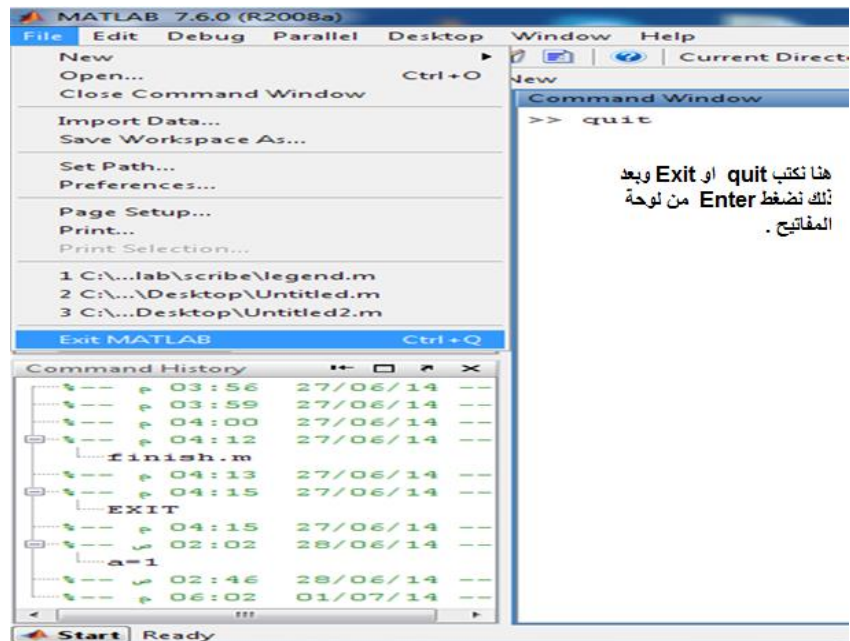 MATLAB 7.6.0 (R2008a)
File Edit Debug Parallel Desktop Window Help
New
Open... Ctrl+O
Close Command Window
Import Data...
Save Workspace As...
Set Path...
Preferences...
Page Setup...
Print...
Print Selection...
1 C:\...lab\scribe\legend.m
2 C:\...\Desktop\Untitled.m
3 C:\...Desktop\Untitled2.m
Exit MATLAB Ctrl+Q
Current Direct
New
Command Window
>> quit
هنا نكتب quit او Exit وبعد
ذلك نضغط Enter من لوحة
المفاتيح .
Command History
%-- م 03:56 27/06/14 --
%-- م 03:59 27/06/14 --
%-- م 04:00 27/06/14 --
%-- م 04:12 27/06/14 --
finish.m
%-- م 04:13 27/06/14 --
%-- م 04:15 27/06/14 --
EXIT
%-- م 04:15 27/06/14 --
%-- ص 02:02 28/06/14 --
a=1
%-- ص 02:46 28/06/14 --
%-- م 06:02 01/07/14 --
Start Ready